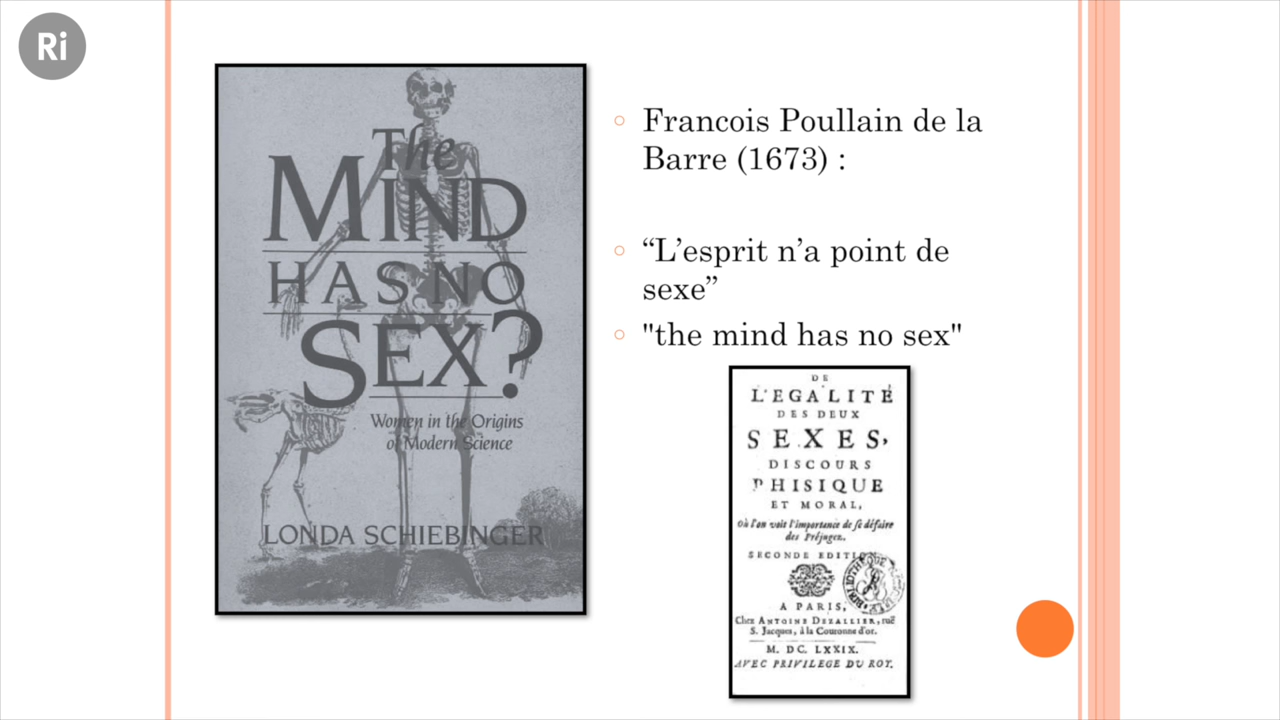 Ri
The
MIND
HAS NO
SEX?
Women in the Origins
of Modern Science
LONDA SCHIEBINGER
Francois Poullain de la
Barre (1673) :
“L’esprit n’a point de
sexe”
"the mind has no sex"
DE
L'EGALITÉ
DES DEUX
SEXES,
DISCOURS
PHISIQUE
ET MORAL,
Où l'on voit l'importance de se défaire
des Préjugez.
SECONDE EDITION
A PARIS,
Chez ANTOINE DEZALLIER, ruë
S. Jacques, à la Couronne d'or.
M. DC. LXXIX.
AVEC PRIVILEGE DU ROY.